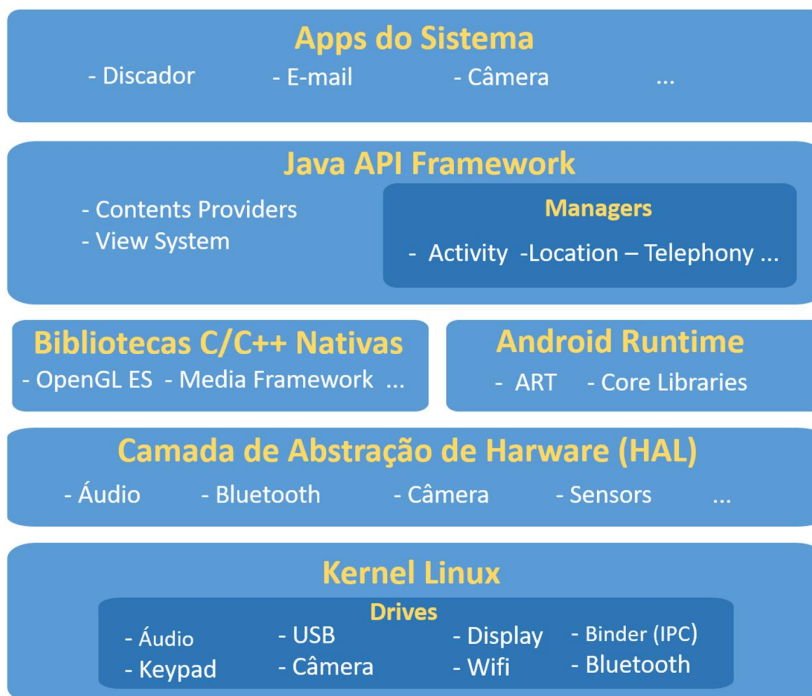 Apps do Sistema
- Discador - E-mail - Câmera ...
Java API Framework
- Contents Providers
- View System
Managers
- Activity -Location – Telephony ...
Bibliotecas C/C++ Nativas
- OpenGL ES - Media Framework ...
Android Runtime
- ART - Core Libraries
Camada de Abstração de Harware (HAL)
- Áudio - Bluetooth - Câmera - Sensors ...
Kernel Linux
Drives
- Áudio - USB - Display - Binder (IPC)
- Keypad - Câmera - Wifi - Bluetooth